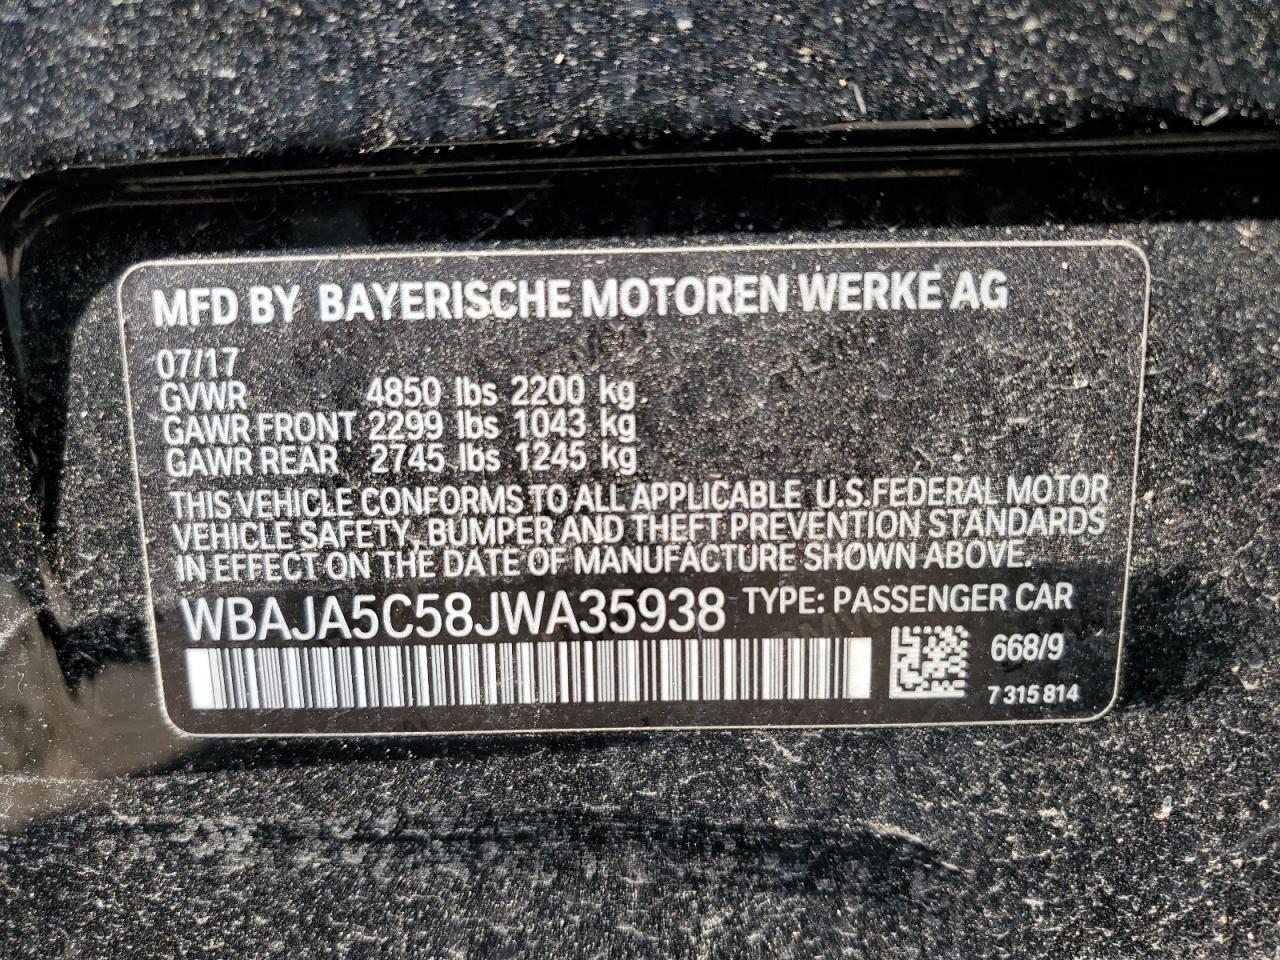 MFD BY BAYERISCHE MOTOREN WERKE AG
07/17
GVWR 4850 lbs 2200 kg
GAWR FRONT 2299 lbs 1043 kg
GAWR REAR 2745 lbs 1245 kg
THIS VEHICLE CONFORMS TO ALL APPLICABLE U.S.FEDERAL MOTOR
VEHICLE SAFETY, BUMPER AND THEFT PREVENTION STANDARDS
IN EFFECT ON THE DATE OF MANUFACTURE SHOWN ABOVE.
WBAJA5C58JWA35938 TYPE: PASSENGER CAR
668/9
7 315 814